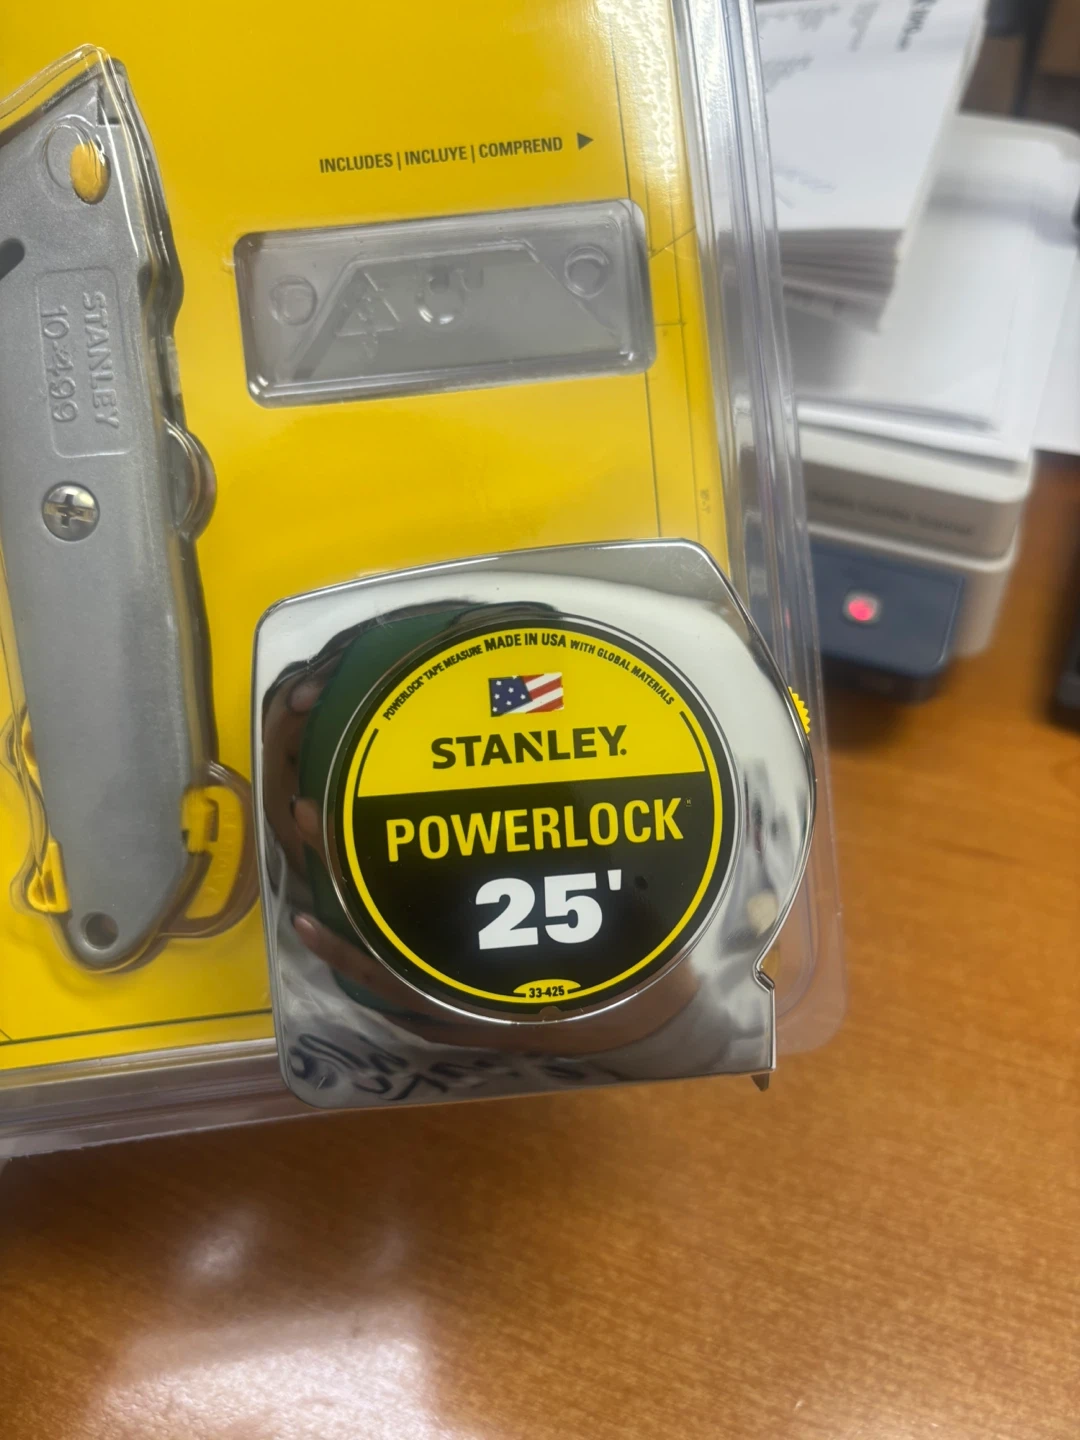 INCLUDES | INCLUYE | COMPREND
STANLEY
10-499
POWERLOCK® TAPE MEASURE MADE IN USA WITH GLOBAL MATERIALS
STANLEY.
POWERLOCK
25'
33-425